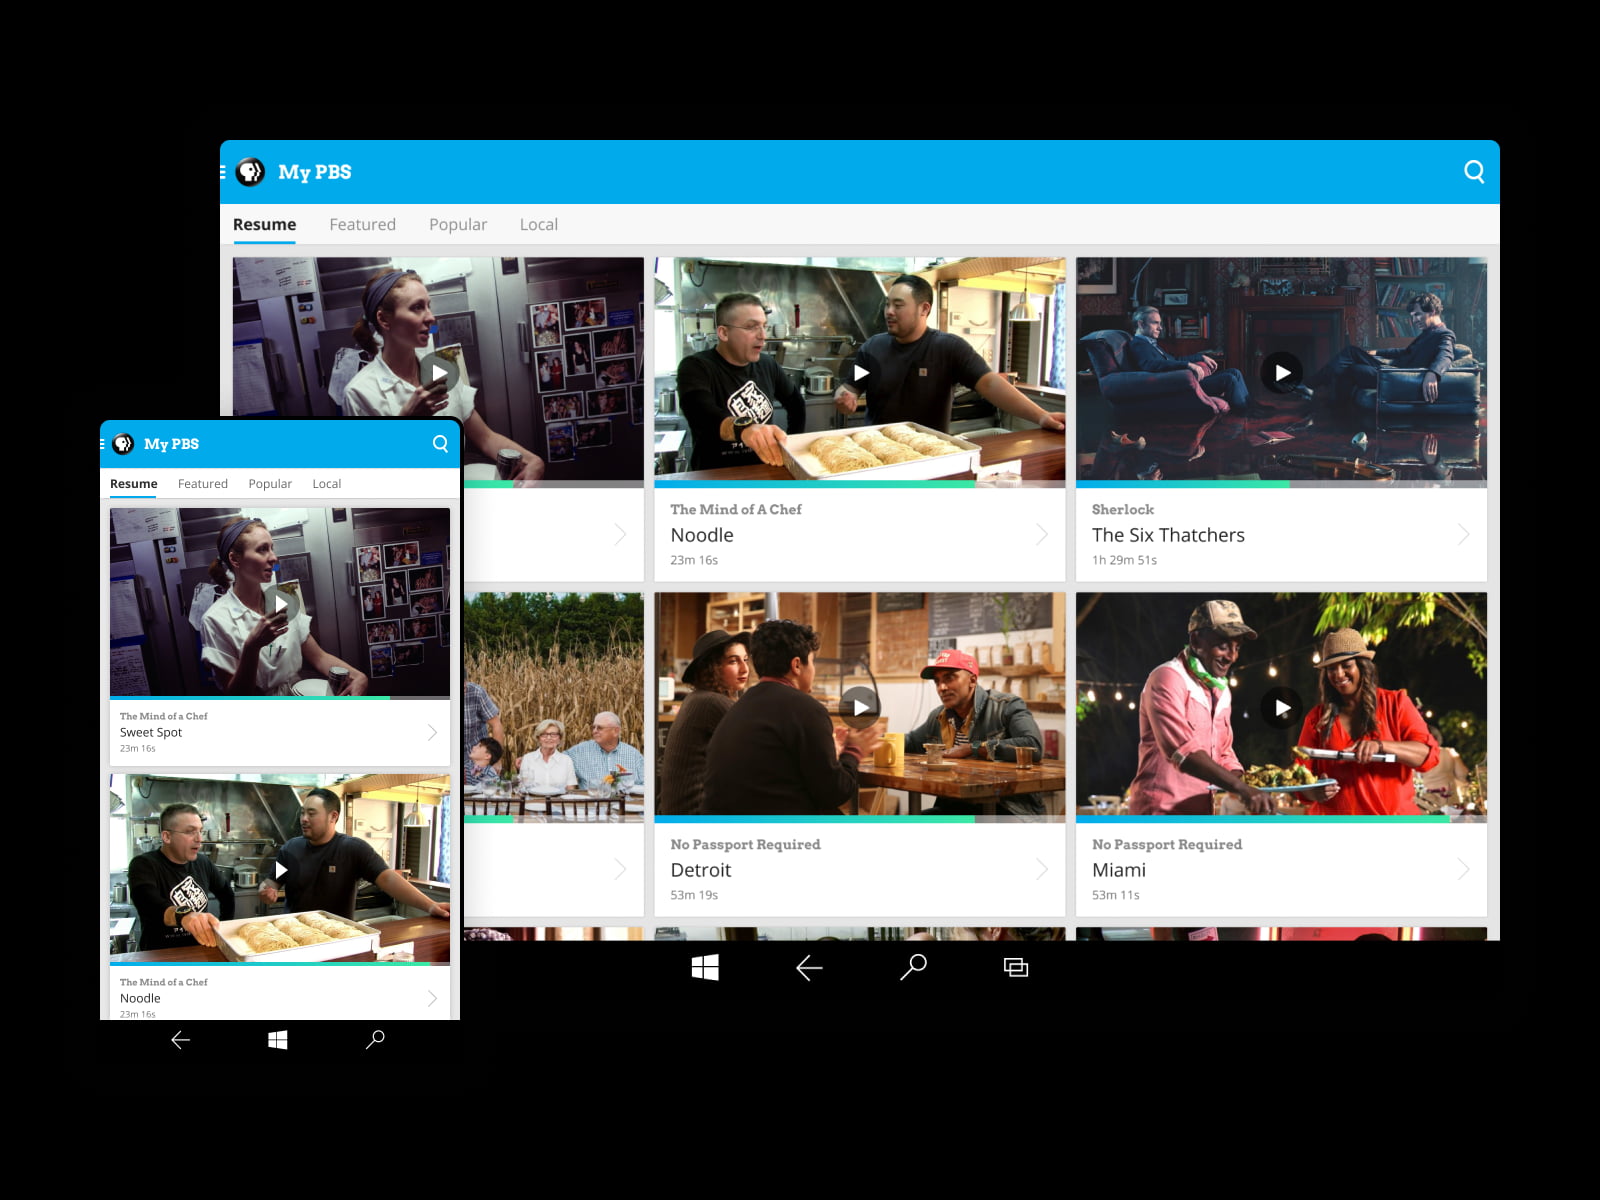 My PBS
Resume Featured Popular Local
The Mind of A Chef
Noodle
23m 16s
Sherlock
The Six Thatchers
1h 29m 51s
No Passport Required
Detroit
53m 19s
No Passport Required
Miami
53m 11s
My PBS
Resume Featured Popular Local
The Mind of a Chef
Sweet Spot
23m 16s
The Mind of a Chef
Noodle
23m 16s